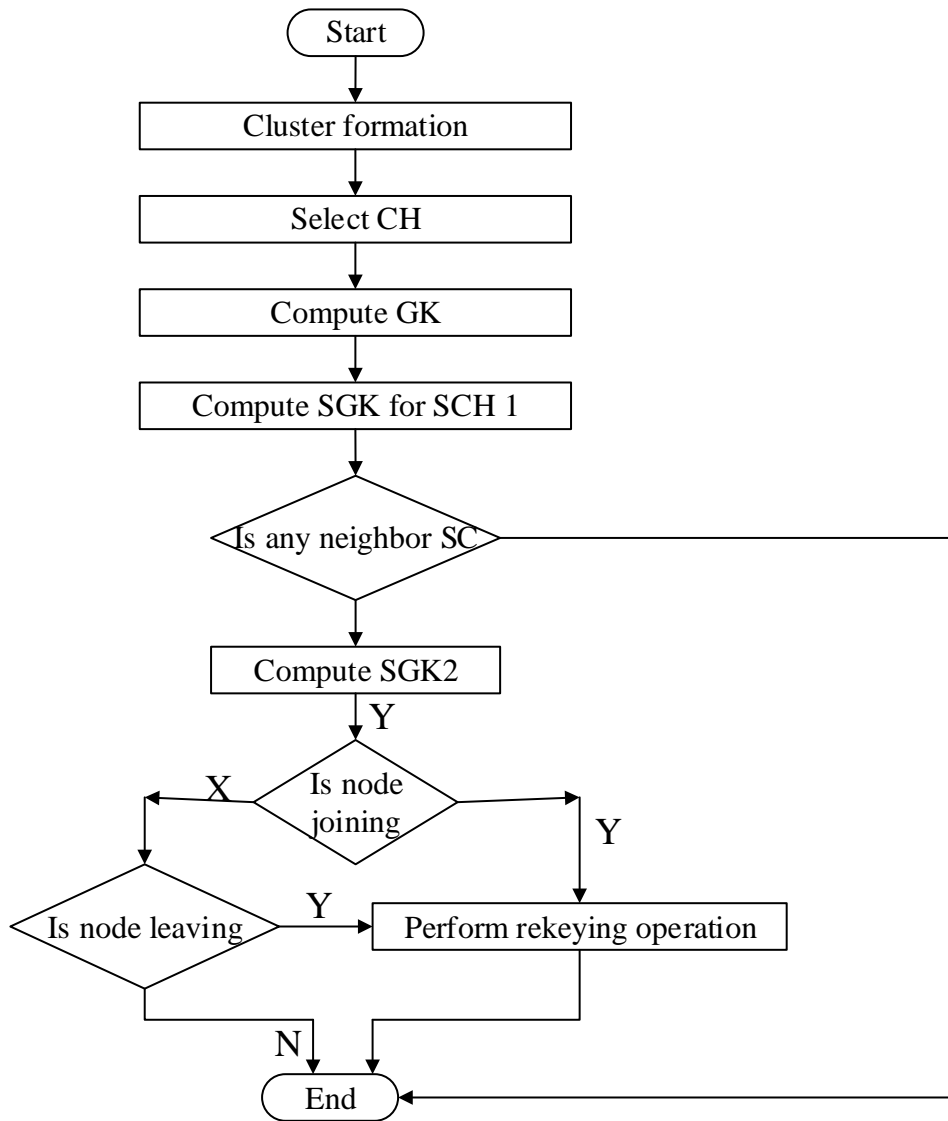 Start
Cluster formation
Select CH
Compute GK
Compute SGK for SCH 1
Is any neighbor SC
Compute SGK2
Y
Is node
joining
X
Y
Is node leaving
Y
Perform rekeying operation
N
End